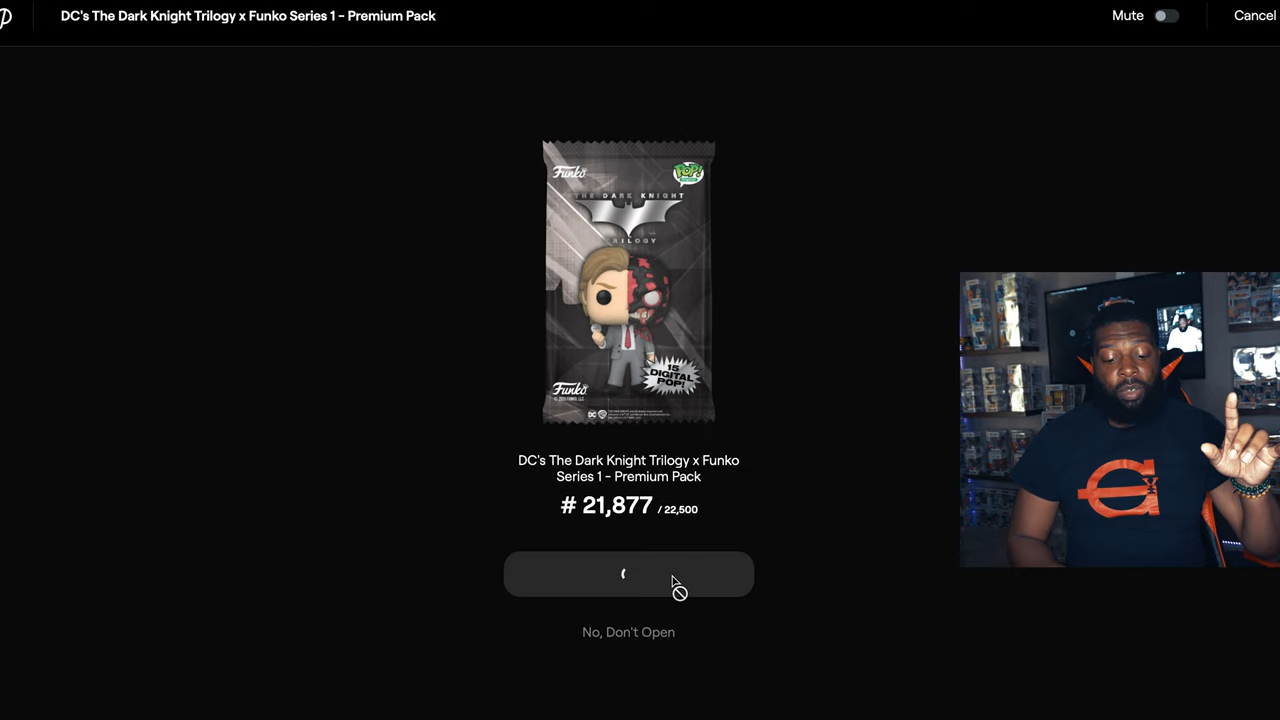 DC's The Dark Knight Trilogy x Funko Series 1 - Premium Pack
Mute
Cancel
Funko
POP!
THE DARK KNIGHT
TRILOGY
15
DIGITAL
POP!
Funko
DC
DC's The Dark Knight Trilogy x Funko
Series 1 - Premium Pack
# 21,877 / 22,500
No, Don't Open